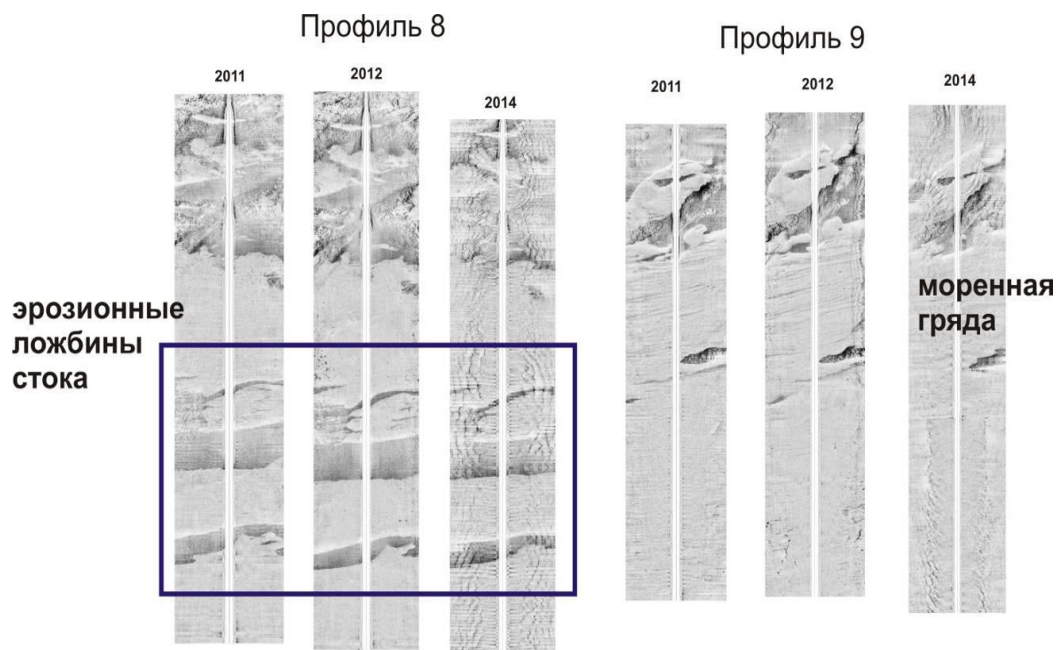 Профиль 8
2011
2012
2014
эрозионные
ложбины
стока
Профиль 9
2011
2012
2014
моренная
гряда